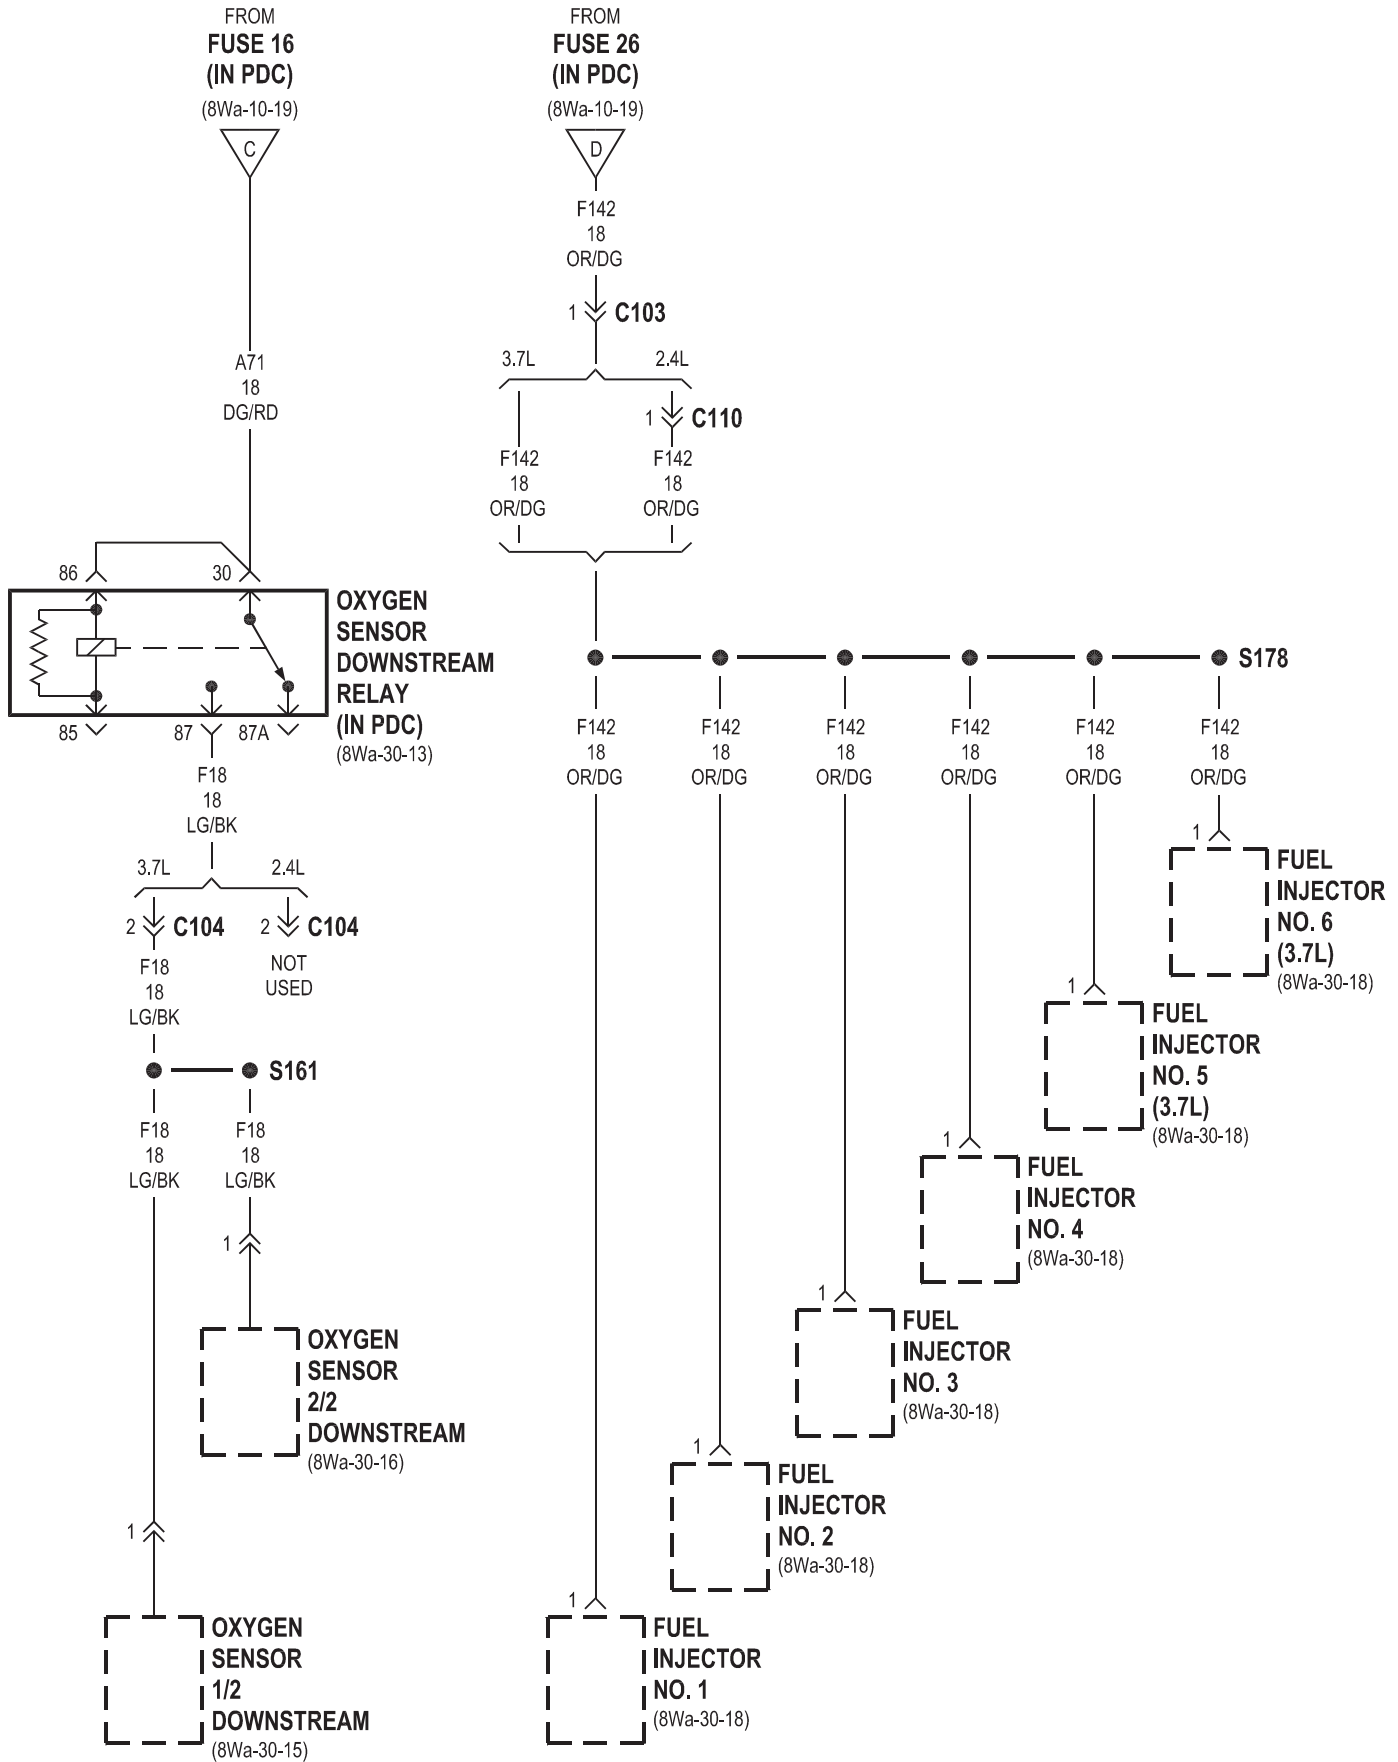 FROM
FUSE 16
(IN PDC)
(8Wa-10-19)
C
A71
18
DG/RD
86
30
OXYGEN
SENSOR
DOWNSTREAM
RELAY
(IN PDC)
(8Wa-30-13)
85
87
87A
F18
18
LG/BK
3.7L
2.4L
2
C104
2
C104
F18
18
LG/BK
NOT
USED
S161
F18
18
LG/BK
F18
18
LG/BK
1
OXYGEN
SENSOR
2/2
DOWNSTREAM
(8Wa-30-16)
1
OXYGEN
SENSOR
1/2
DOWNSTREAM
(8Wa-30-15)
FROM
FUSE 26
(IN PDC)
(8Wa-10-19)
D
F142
18
OR/DG
1
C103
3.7L
2.4L
1
C110
F142
18
OR/DG
F142
18
OR/DG
S178
F142
18
OR/DG
F142
18
OR/DG
F142
18
OR/DG
F142
18
OR/DG
F142
18
OR/DG
F142
18
OR/DG
1
FUEL
INJECTOR
NO. 6
(3.7L)
(8Wa-30-18)
1
FUEL
INJECTOR
NO. 5
(3.7L)
(8Wa-30-18)
1
FUEL
INJECTOR
NO. 4
(8Wa-30-18)
1
FUEL
INJECTOR
NO. 3
(8Wa-30-18)
1
FUEL
INJECTOR
NO. 2
(8Wa-30-18)
1
FUEL
INJECTOR
NO. 1
(8Wa-30-18)